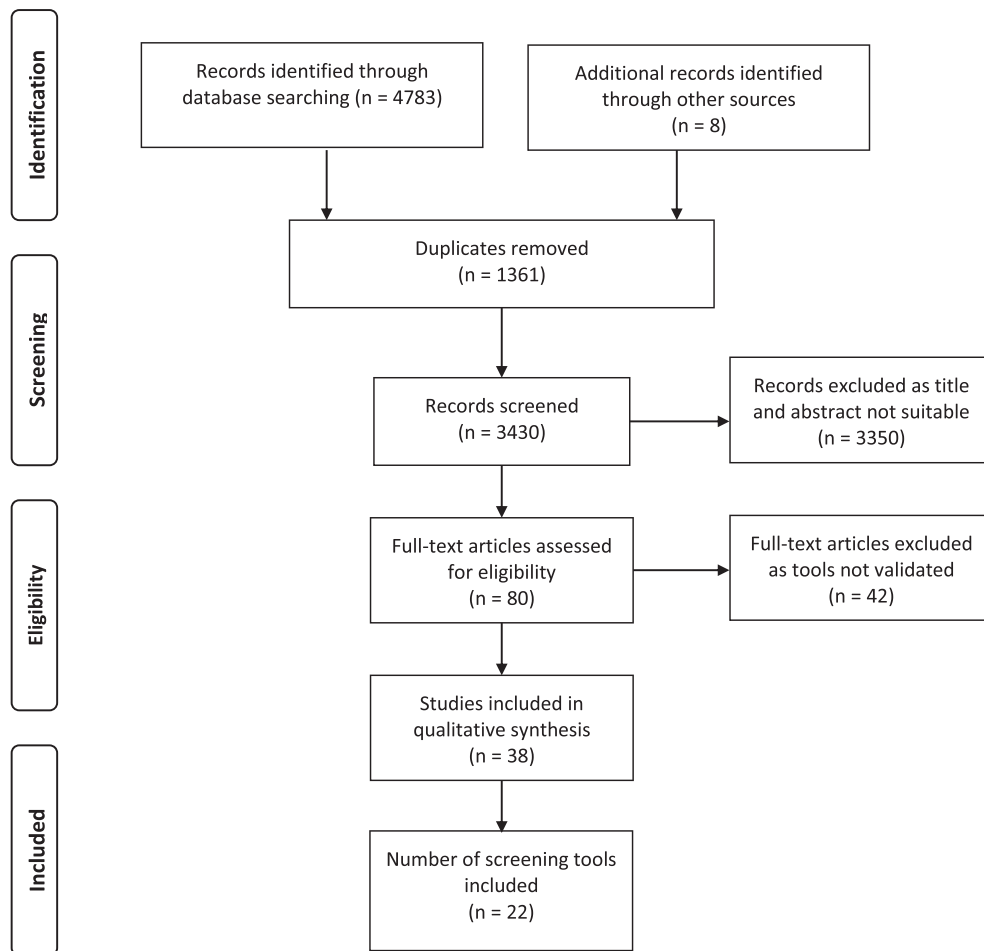 Identification
Records identified through
database searching (n = 4783)
Additional records identified
through other sources
(n = 8)
Duplicates removed
(n = 1361)
Screening
Records screened
(n = 3430)
Records excluded as title
and abstract not suitable
(n = 3350)
Eligibility
Full-text articles assessed
for eligibility
(n = 80)
Full-text articles excluded
as tools not validated
(n = 42)
Studies included in
qualitative synthesis
(n = 38)
Included
Number of screening tools
included
(n = 22)